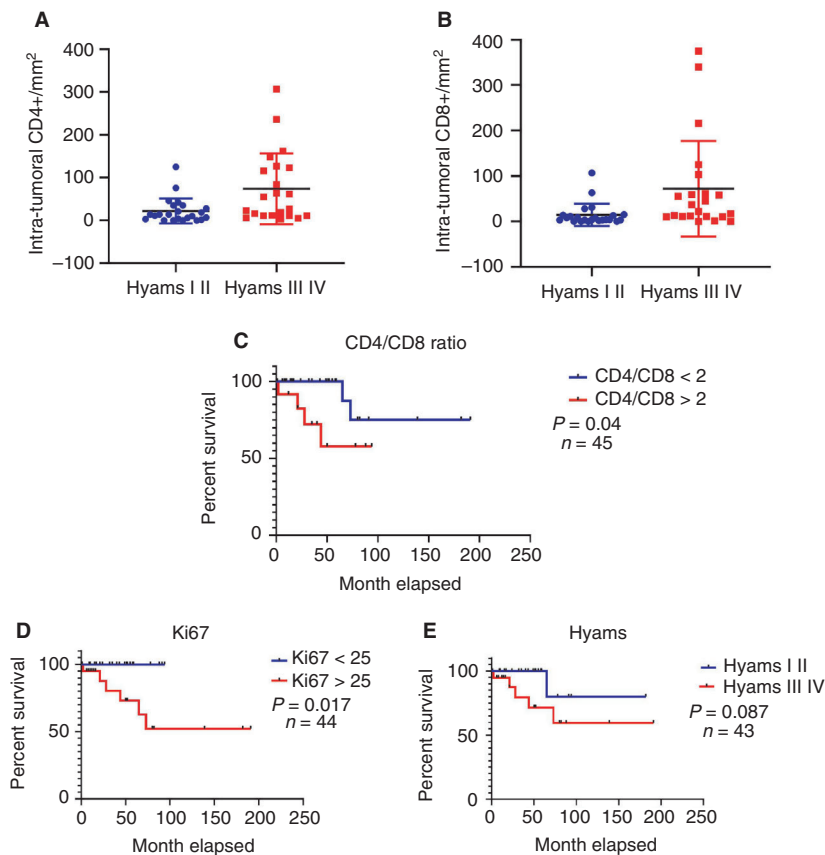 A
Intra-tumoral CD4+/mm²
400
300
200
100
0
–100
Hyams I II
Hyams III IV
B
Intra-tumoral CD8+/mm²
400
300
200
100
0
–100
Hyams I II
Hyams III IV
C
CD4/CD8 ratio
Percent survival
100
50
0
0 50 100 150 200 250
Month elapsed
CD4/CD8 < 2
CD4/CD8 > 2
P = 0.04
n = 45
D
Ki67
Percent survival
100
50
0
0 50 100 150 200 250
Month elapsed
Ki67 < 25
Ki67 > 25
P = 0.017
n = 44
E
Hyams
Percent survival
100
50
0
0 50 100 150 200 250
Month elapsed
Hyams I II
Hyams III IV
P = 0.087
n = 43